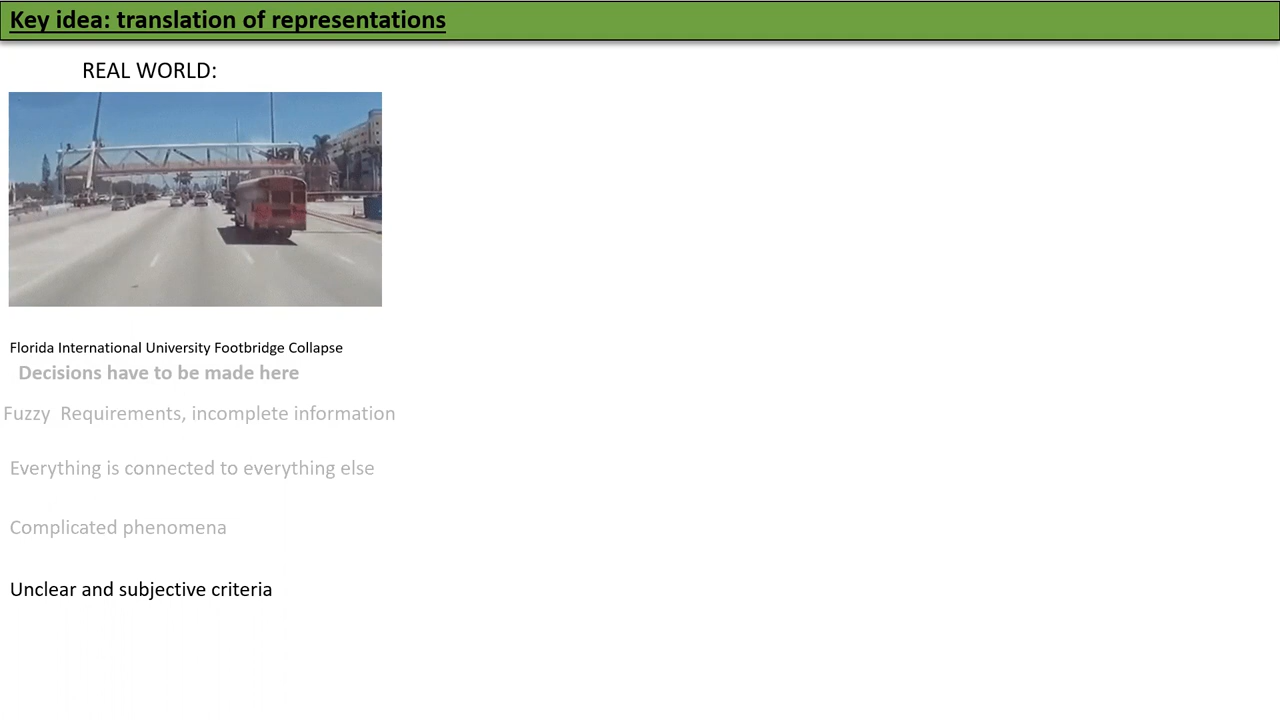 Key idea: translation of representations
REAL WORLD:
Florida International University Footbridge Collapse
Decisions have to be made here
Fuzzy  Requirements, incomplete information
Everything is connected to everything else
Complicated phenomena
Unclear and subjective criteria